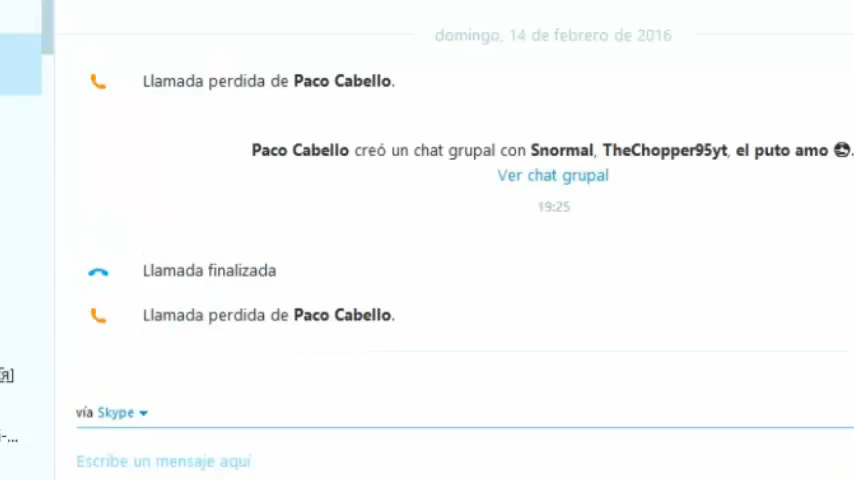 domingo, 14 de febrero de 2016
Llamada perdida de Paco Cabello.
Paco Cabello creó un chat grupal con Snormal, TheChopper95yt, el puto amo 😎.
Ver chat grupal
19:25
Llamada finalizada
Llamada perdida de Paco Cabello.
vía Skype
Escribe un mensaje aquí